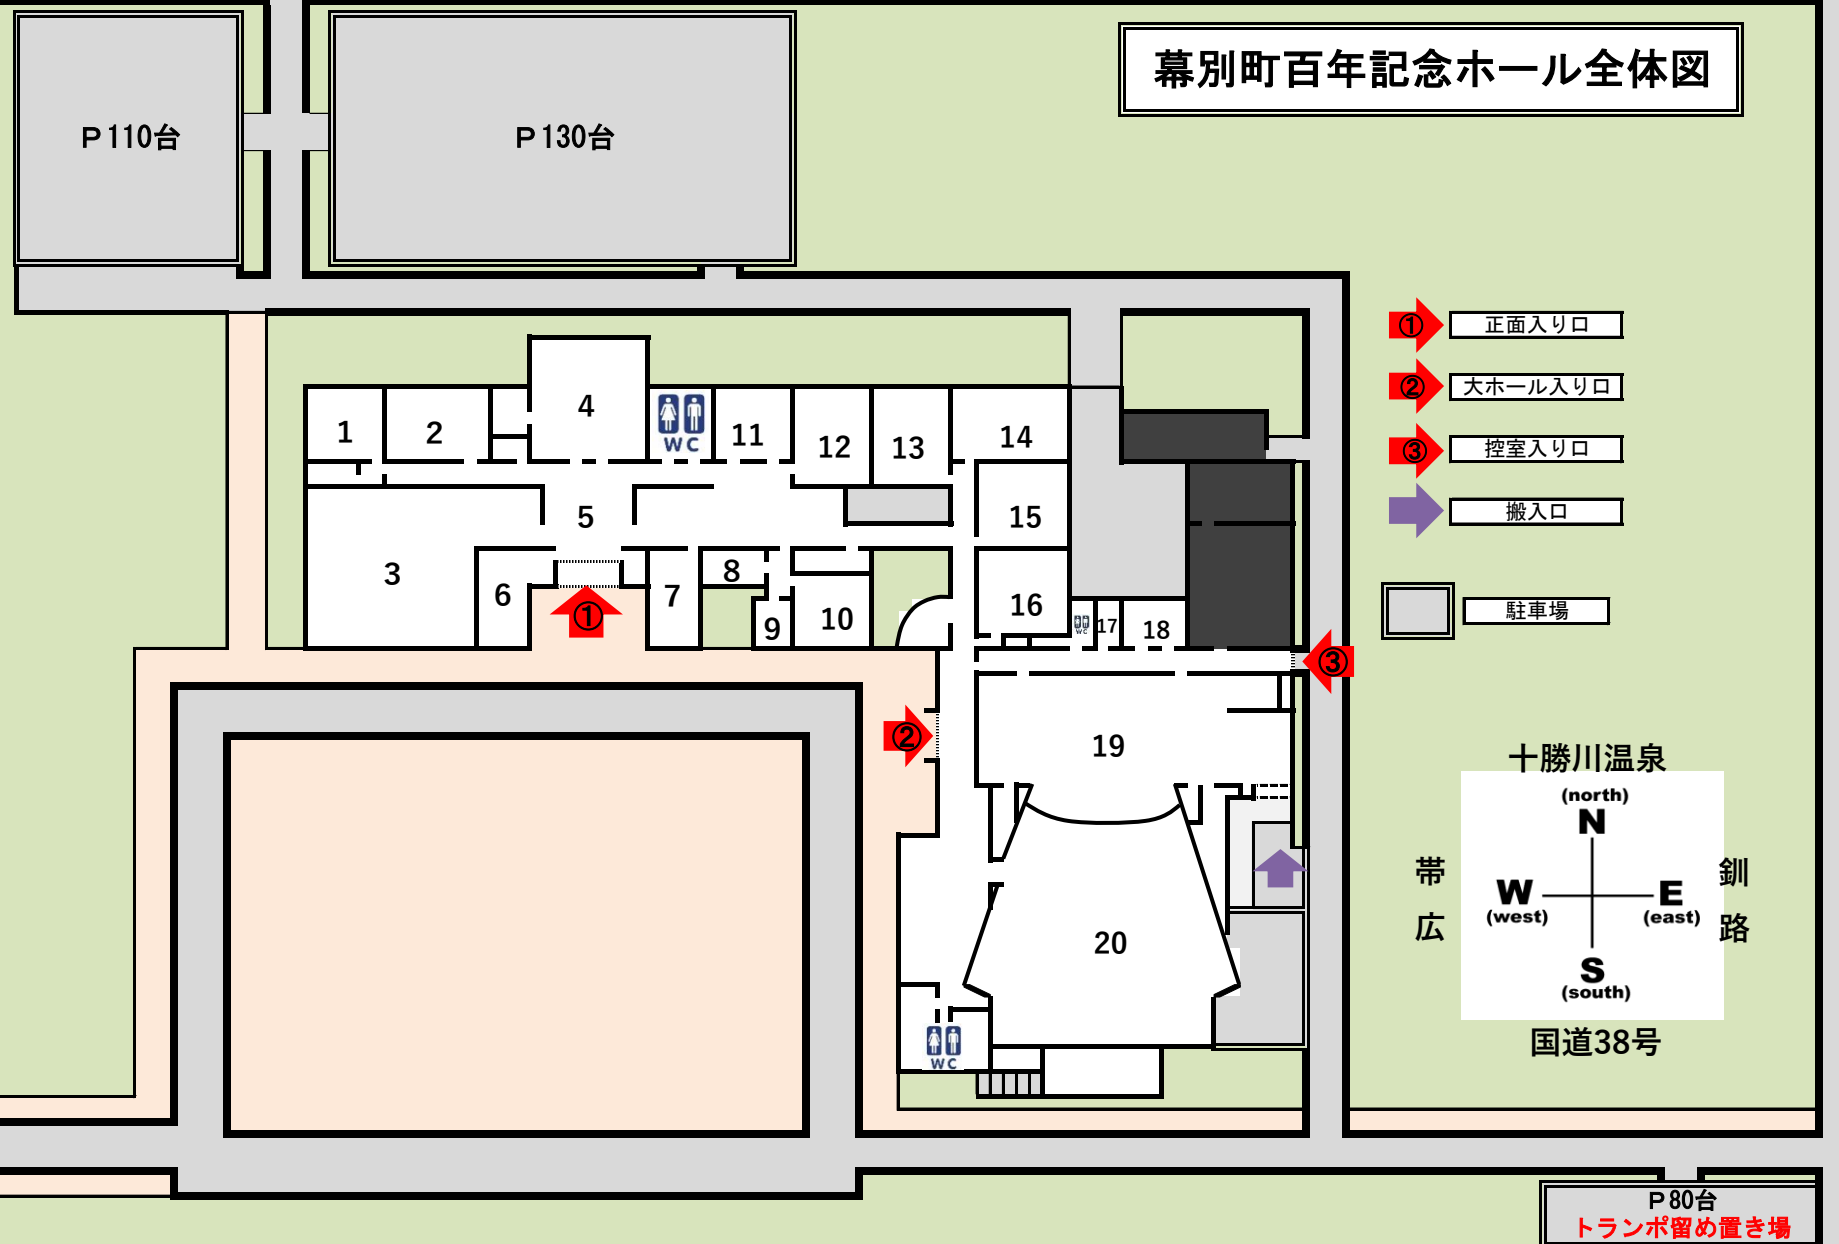 幕別町百年記念ホール全体図
P110台
P130台
① 正面入り口
② 大ホール入り口
③ 控室入り口
搬入口
駐車場
4
1
2
WC
11
12
13
14
5
15
3
6
①
7
8
9
10
16
WC
17
18
③
②
19
20
WC
十勝川温泉
(north)
N
帯広
W
(west)
E
(east)
釧路
S
(south)
国道38号
P80台
トランポ留め置き場